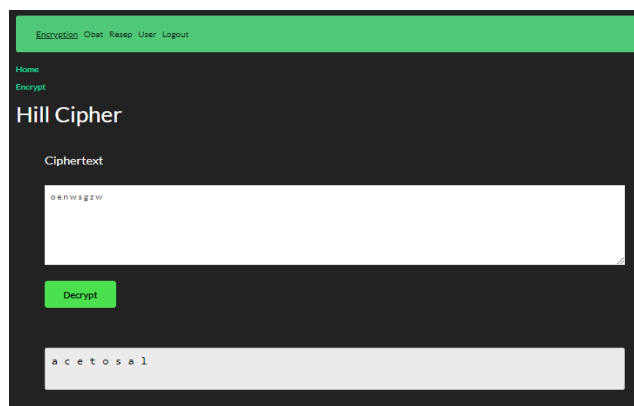 Encryption Obat Resep User Logout
Home
Encrypt
Hill Cipher
Ciphertext
oenwsgzw
Decrypt
a c e t o s a l